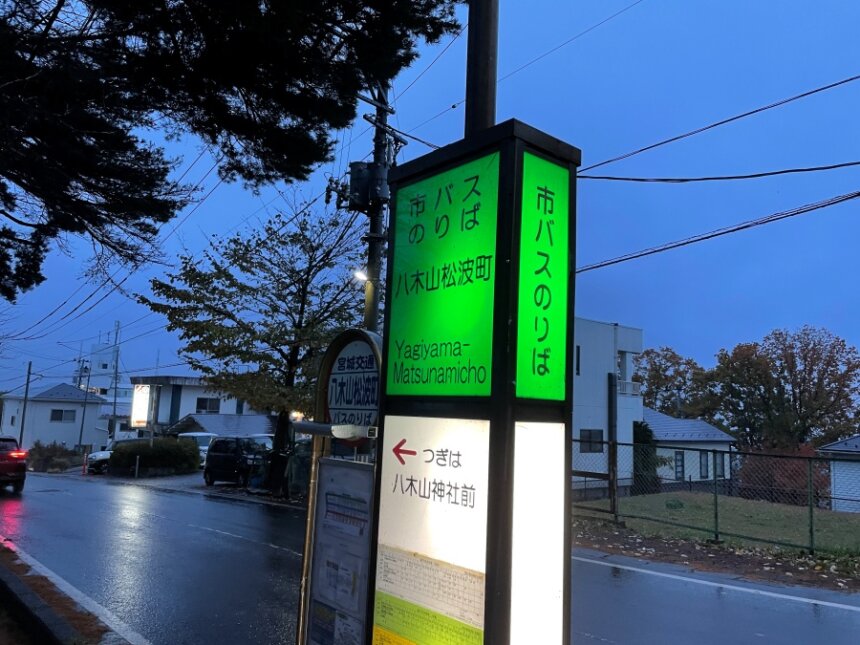 市バス
のりば
八木山松波町
Yagiyama-
Matsunamicho
市バスのりば
つぎは
八木山神社前
宮城交通
八木山松波町
バスのりば